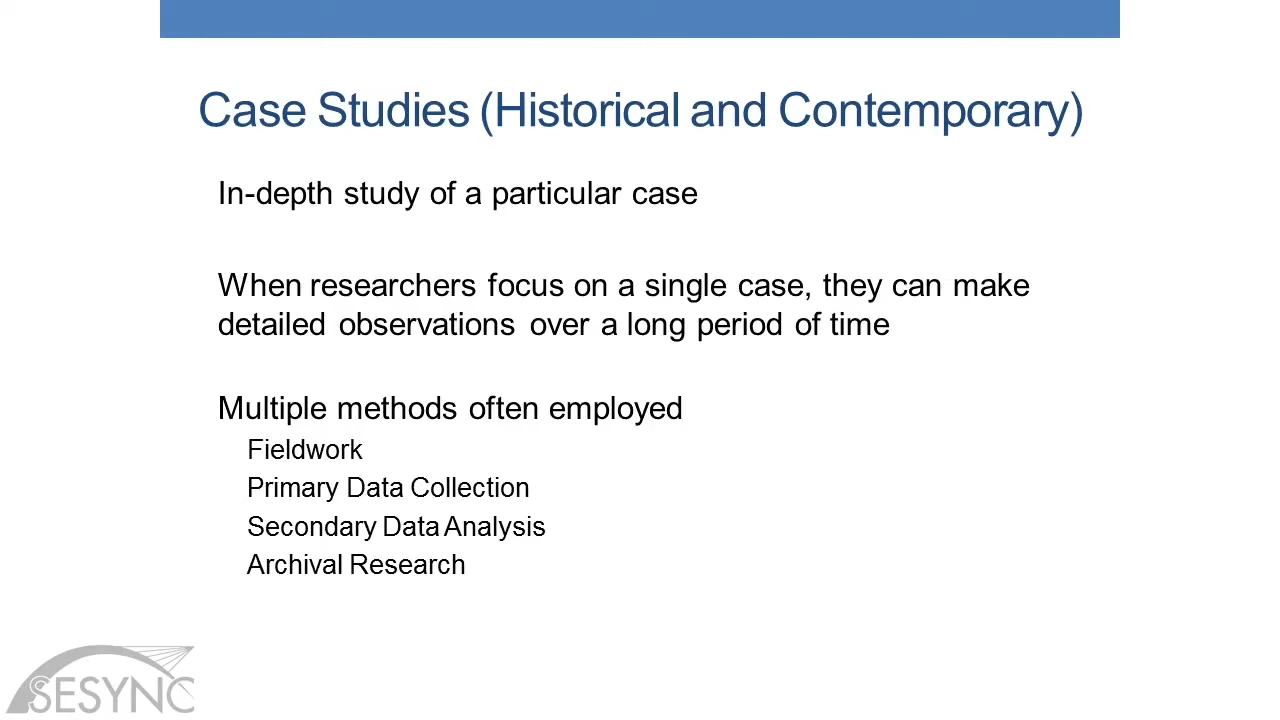 Case Studies (Historical and Contemporary)
In-depth study of a particular case
When researchers focus on a single case, they can make
detailed observations over a long period of time
Multiple methods often employed
Fieldwork
Primary Data Collection
Secondary Data Analysis
Archival Research
SESYNC